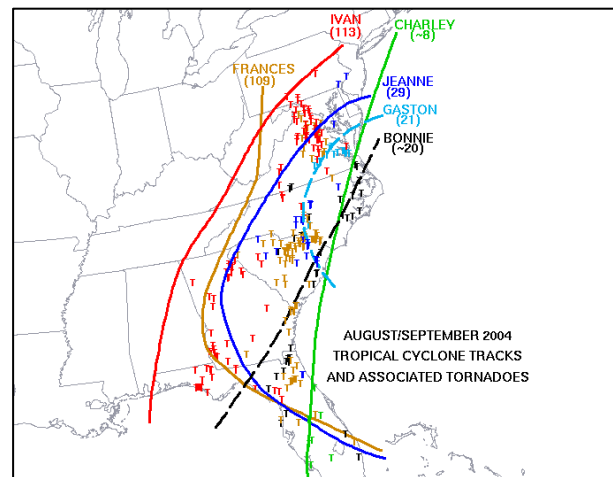 IVAN
(113)
CHARLEY
(~8)
FRANCES
(109)
JEANNE
(29)
GASTON
(21)
BONNIE
(~20)
AUGUST/SEPTEMBER 2004
TROPICAL CYCLONE TRACKS
AND ASSOCIATED TORNADOES